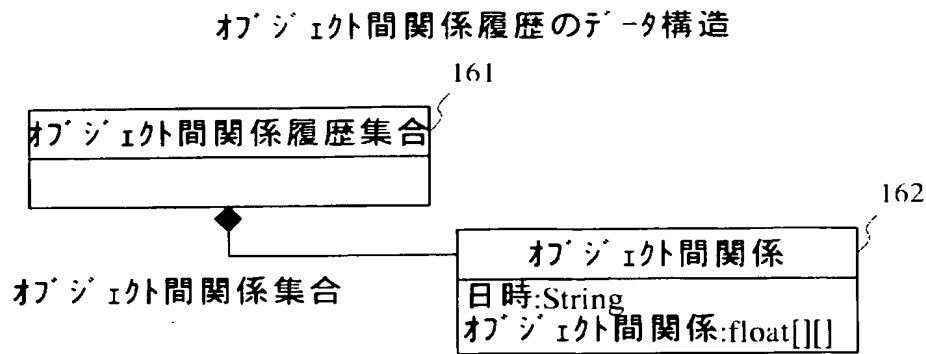 オブジェクト間関係履歴のデータ構造
161
オブジェクト間関係履歴集合
162
オブジェクト間関係
オブジェクト間関係集合
日時:String
オブジェクト間関係:float[][]